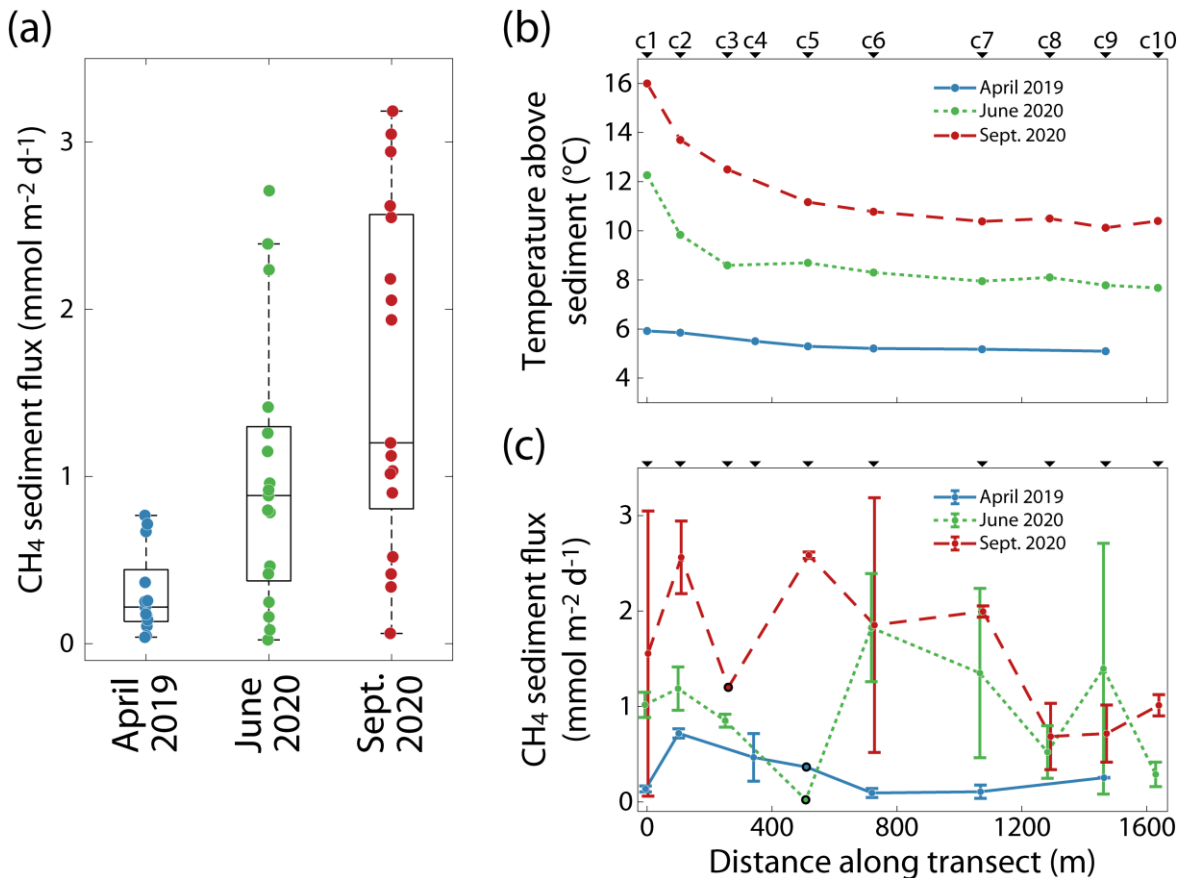 (a)
CH4 sediment flux (mmol m-2 d-1)
3
2
1
0
April
2019
June
2020
Sept.
2020
(b)
c1 c2 c3 c4 c5 c6 c7 c8 c9 c10
Temperature above
sediment (°C)
16
14
12
10
8
6
4
April 2019
June 2020
Sept. 2020
(c)
CH4 sediment flux
(mmol m-2 d-1)
3
2
1
0
April 2019
June 2020
Sept. 2020
0 400 800 1200 1600
Distance along transect (m)